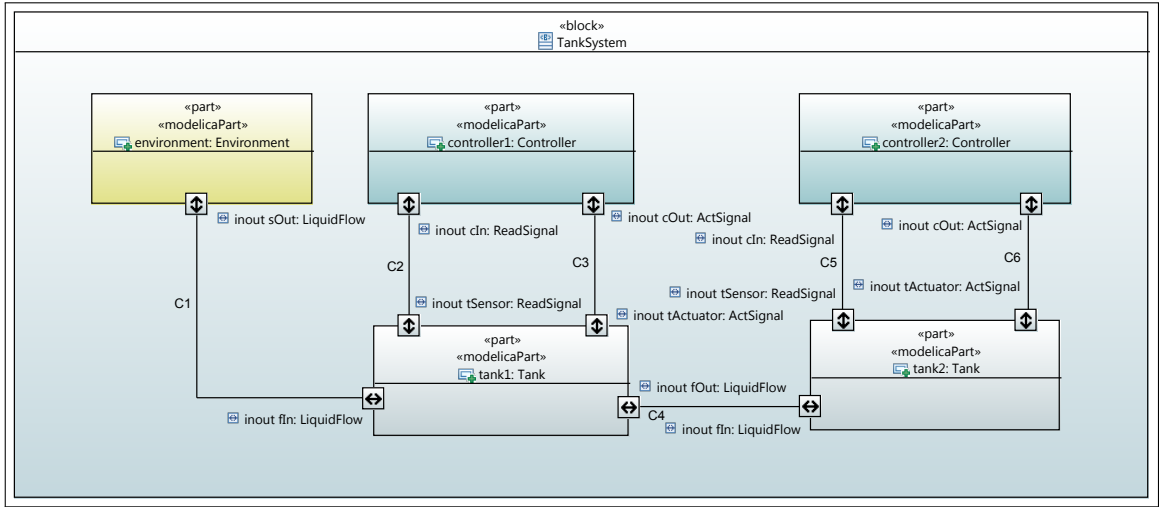 «block»
TankSystem
«part»
«modelicaPart»
environment: Environment
«part»
«modelicaPart»
controller1: Controller
«part»
«modelicaPart»
controller2: Controller
inout sOut: LiquidFlow
inout cIn: ReadSignal
inout cOut: ActSignal
inout cIn: ReadSignal
inout cOut: ActSignal
C1
C2
C3
C5
C6
inout tSensor: ReadSignal
inout tActuator: ActSignal
inout tSensor: ReadSignal
inout tActuator: ActSignal
«part»
«modelicaPart»
tank1: Tank
«part»
«modelicaPart»
tank2: Tank
inout fIn: LiquidFlow
inout fOut: LiquidFlow
C4
inout fIn: LiquidFlow